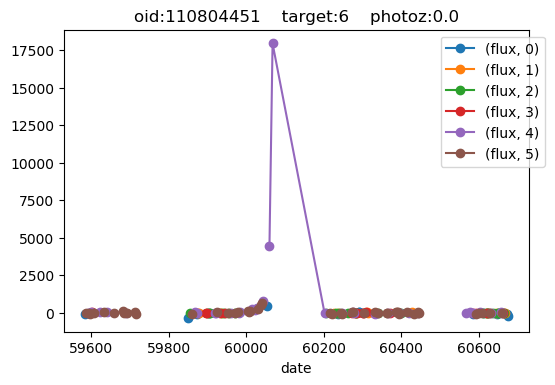 oid:110804451    target:6    photoz:0.0
17500
15000
12500
10000
7500
5000
2500
0
(flux, 0)
(flux, 1)
(flux, 2)
(flux, 3)
(flux, 4)
(flux, 5)
59600 59800 60000 60200 60400 60600
date